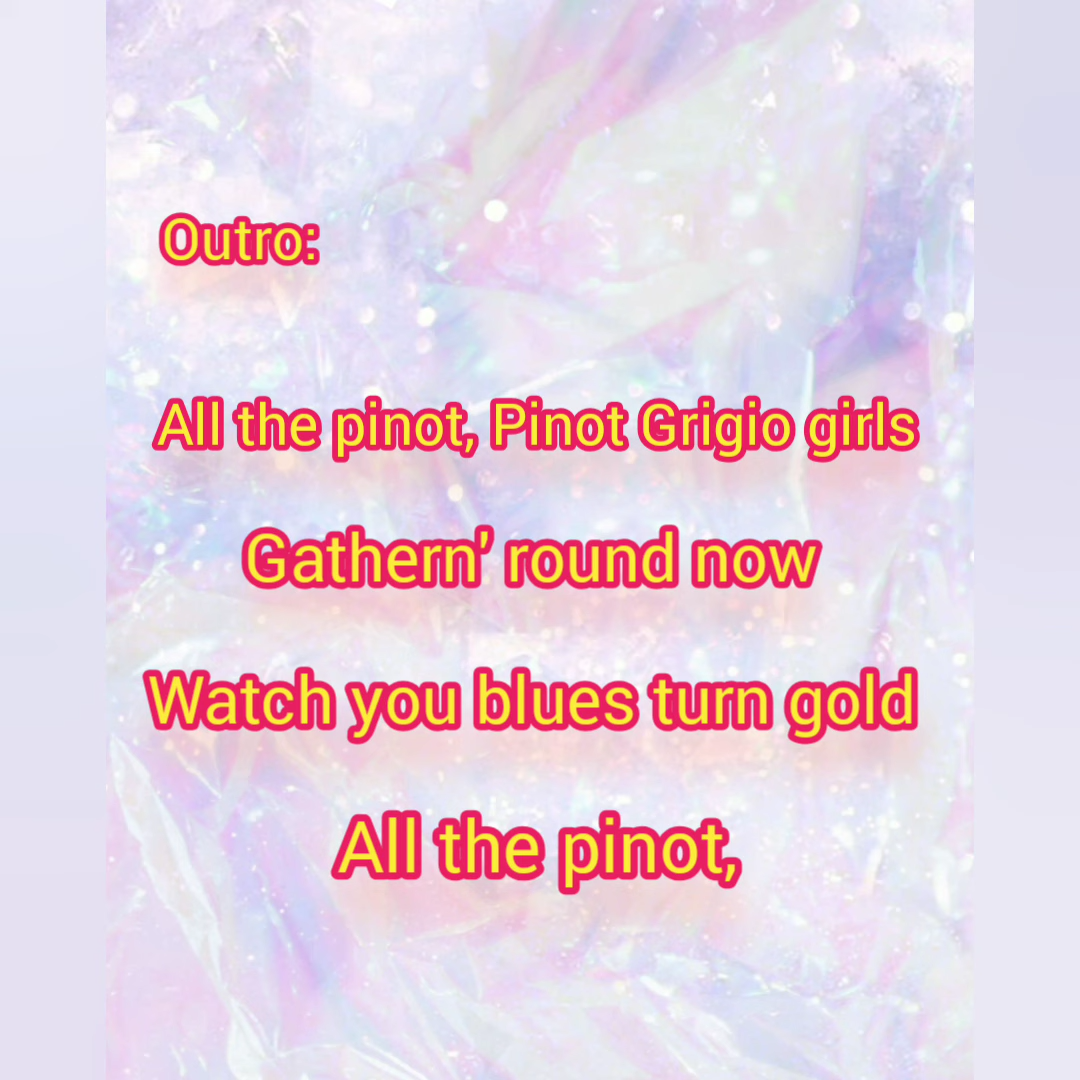 Outro:
All the pinot, Pinot Grigio girls
Gathern’ round now
Watch you blues turn gold
All the pinot,